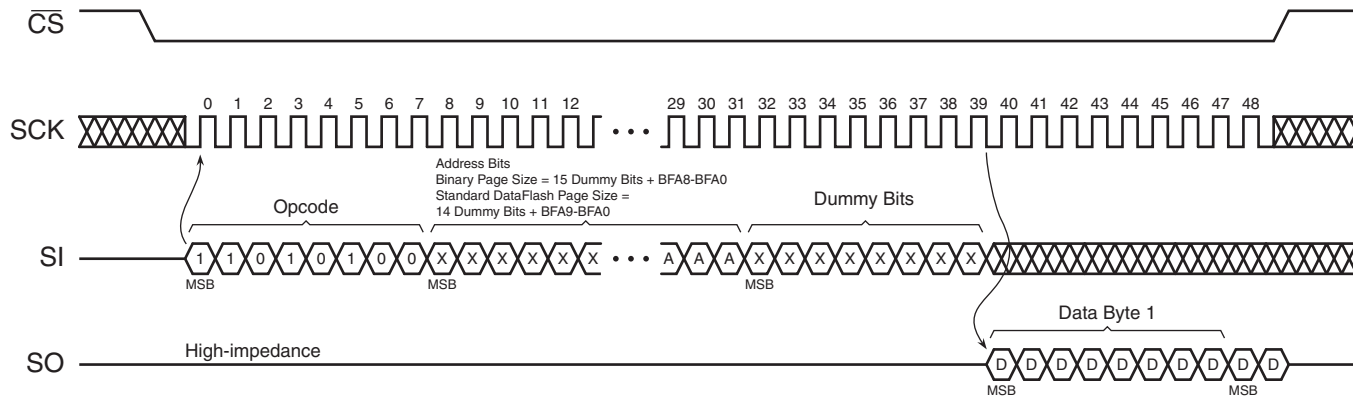 CS
SCK
0 1 2 3 4 5 6 7 8 9 10 11 12 29 30 31 32 33 34 35 36 37 38 39 40 41 42 43 44 45 46 47 48
Address Bits
Binary Page Size = 15 Dummy Bits + BFA8-BFA0
Standard DataFlash Page Size =
14 Dummy Bits + BFA9-BFA0
Opcode
Dummy Bits
SI
1 1 0 1 0 1 0 0 X X X X X X A A A X X X X X X X X
MSB MSB MSB
Data Byte 1
SO
High-impedance
D D D D D D D D D D
MSB MSB